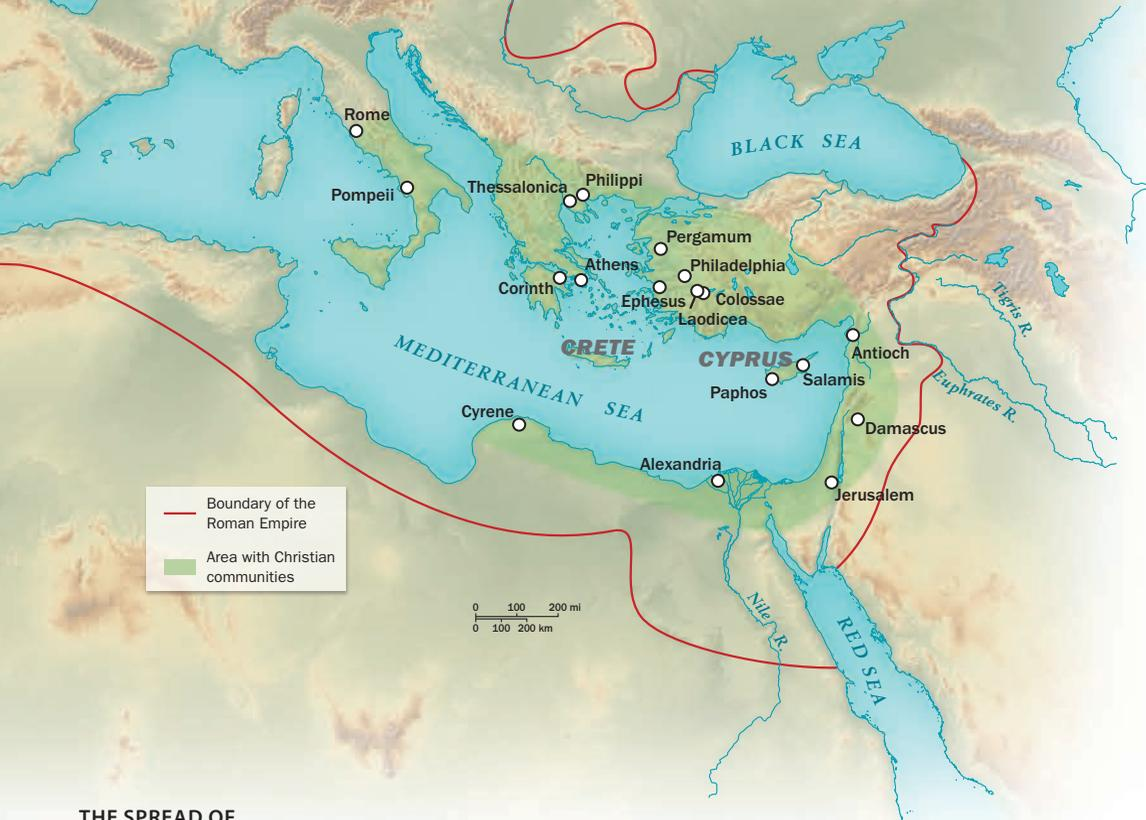 Rome
BLACK SEA
Pompeii
Thessalonica
Philippi
Pergamum
Athens
Philadelphia
Corinth
Ephesus
Colossae
Laodicea
Tigris R.
MEDITERRANEAN SEA
CRETE
CYPRUS
Antioch
Salamis
Paphos
Euphrates R.
Cyrene
Damascus
Alexandria
Jerusalem
Boundary of the
Roman Empire
Area with Christian
communities
0 100 200 mi
0 100 200 km
Nile R.
RED SEA
THE SPREAD OF